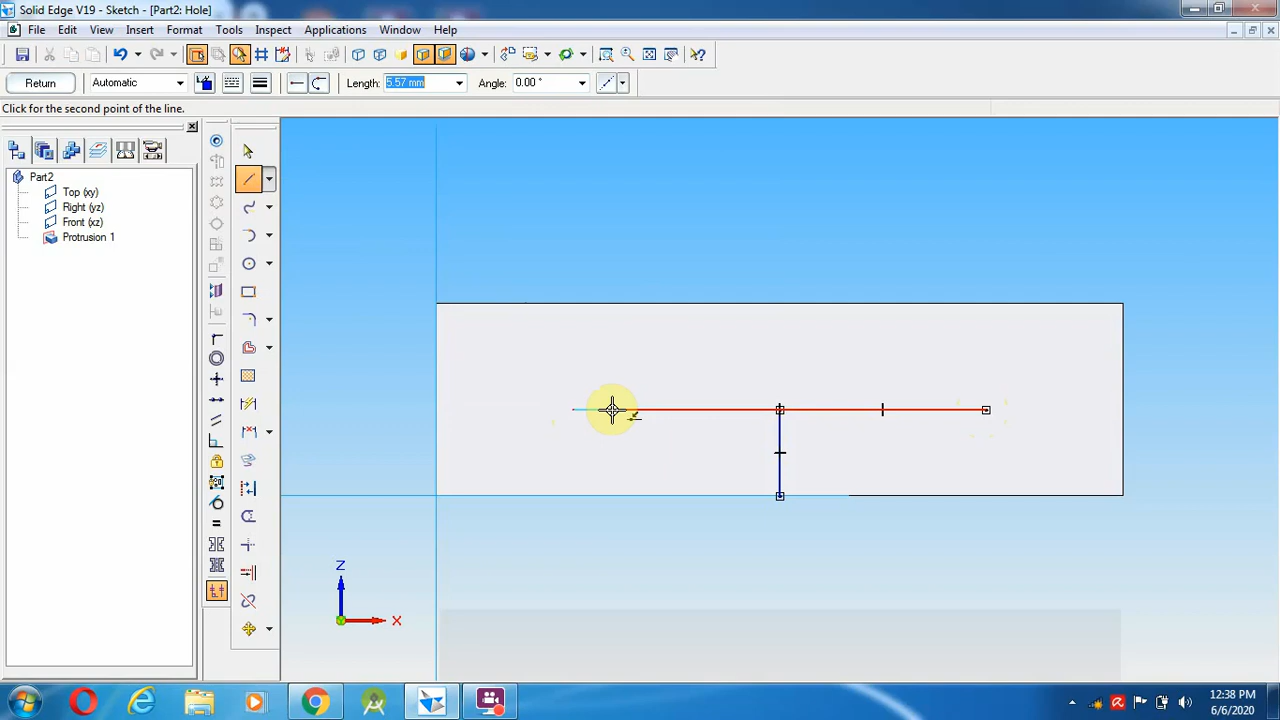 Solid Edge V19 - Sketch - [Part2: Hole]
File Edit View Insert Format Tools Inspect Applications Window Help
Return Automatic Length: 5.57 mm Angle: 0.00 °
Click for the second point of the line.
Part2
Top (xy)
Right (yz)
Front (xz)
Protrusion 1
Z
X
12:38 PM
6/6/2020